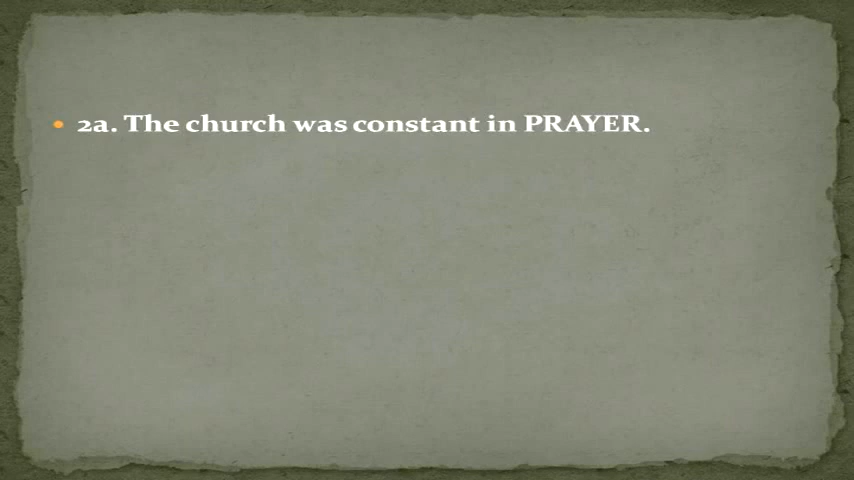 • 2a. The church was constant in PRAYER.